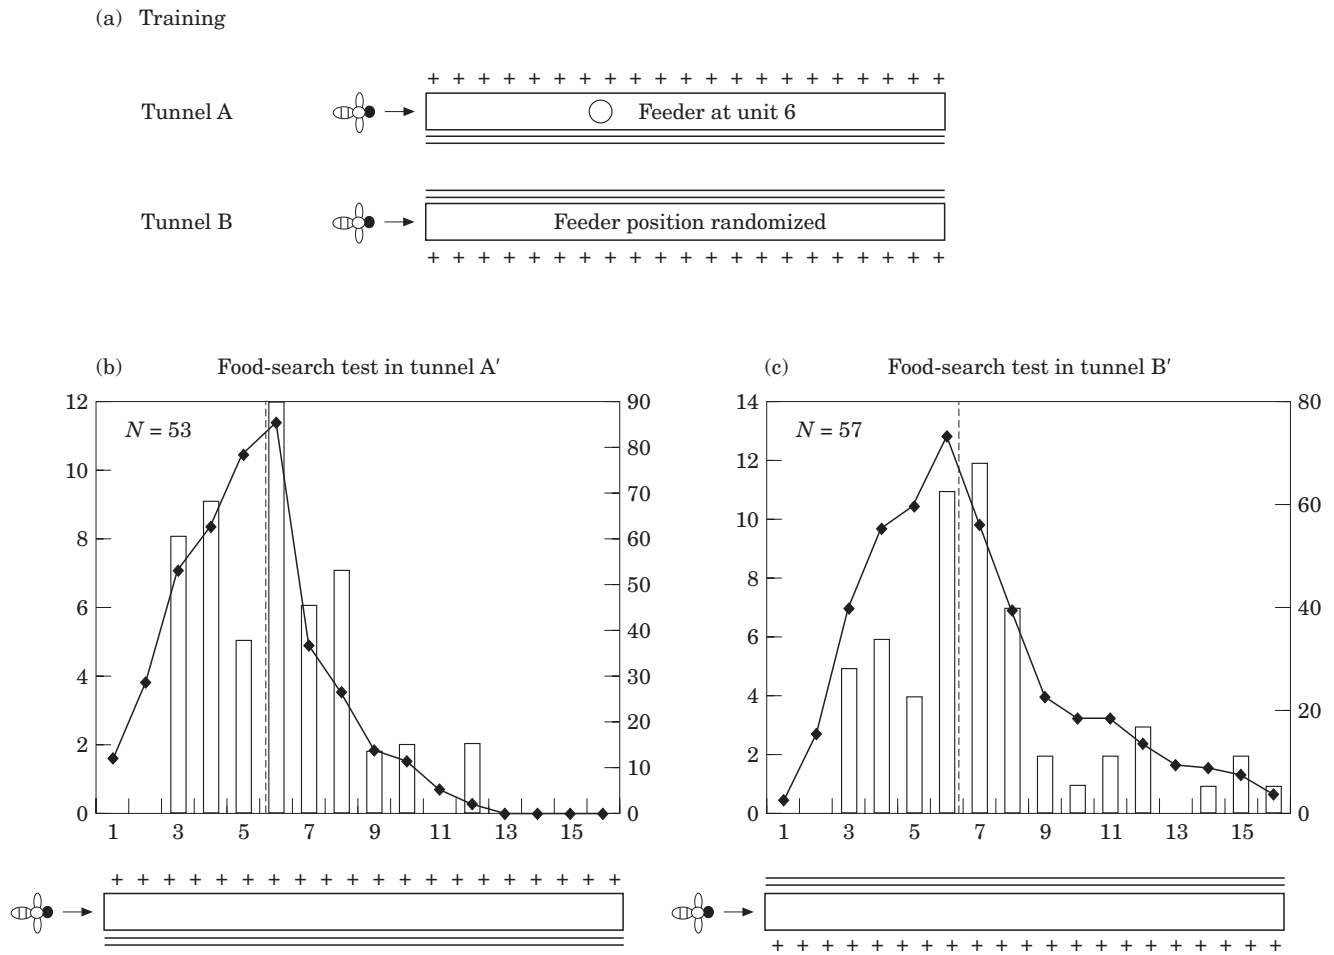 (a) Training
+ + + + + + + + + + + + + + + + + + + + +
Tunnel A
Feeder at unit 6
Tunnel B
Feeder position randomized
+ + + + + + + + + + + + + + + + + + + + +
(b) Food-search test in tunnel A′
12 90
N = 53
80
10
70
8 60
50
6
40
4 30
20
2
10
0 0
1 3 5 7 9 11 13 15
+ + + + + + + + + + + + + + + + + + + +
(c) Food-search test in tunnel B′
14 80
N = 57
12
60
10
8
40
6
4
20
2
0 0
1 3 5 7 9 11 13 15
+ + + + + + + + + + + + + + + + + + + + +